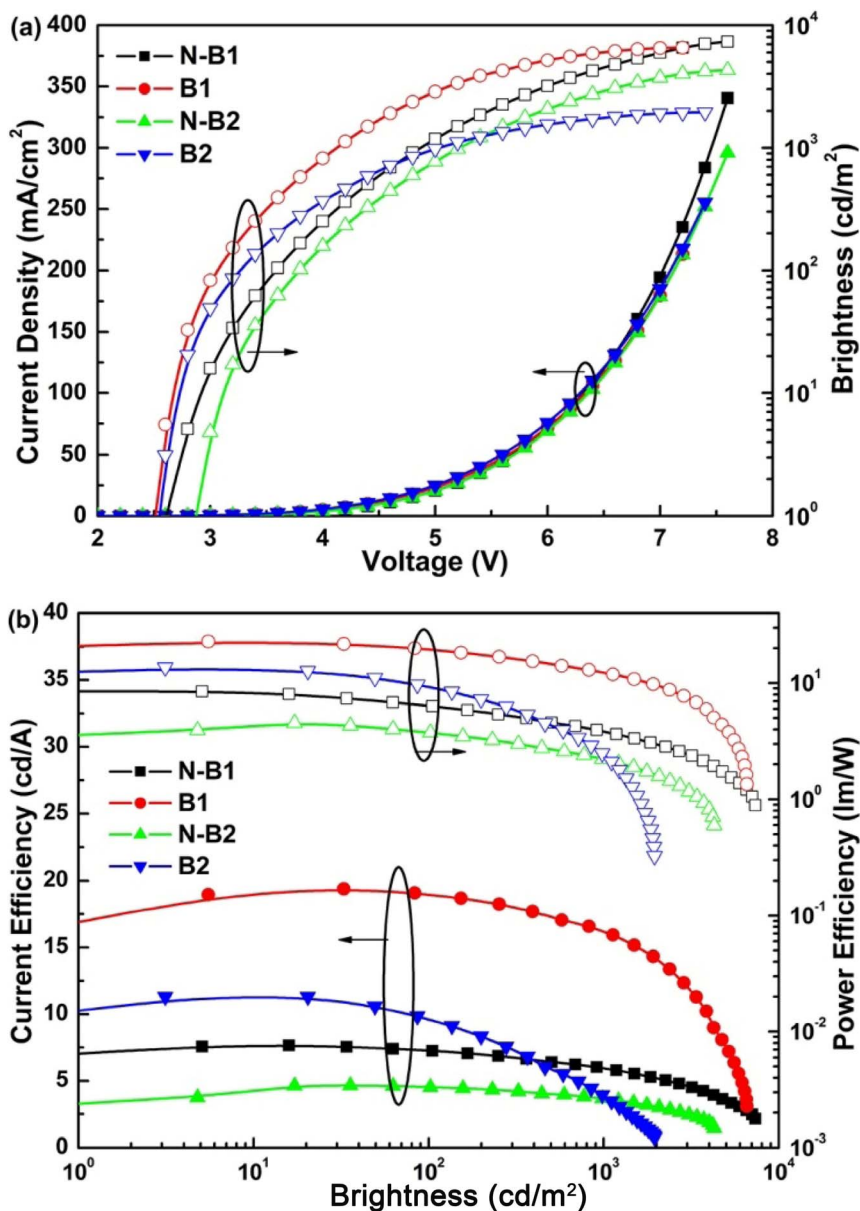 (a)
400
350
300
250
200
150
100
50
0
Current Density (mA/cm²)
N-B1
B1
N-B2
B2
10⁴
10³
10²
10¹
10⁰
Brightness (cd/m²)
2 3 4 5 6 7 8
Voltage (V)
(b)
40
35
30
25
20
15
10
5
0
Current Efficiency (cd/A)
N-B1
B1
N-B2
B2
10¹
10⁰
10⁻¹
10⁻²
10⁻³
Power Efficiency (lm/W)
10⁰ 10¹ 10² 10³ 10⁴
Brightness (cd/m²)